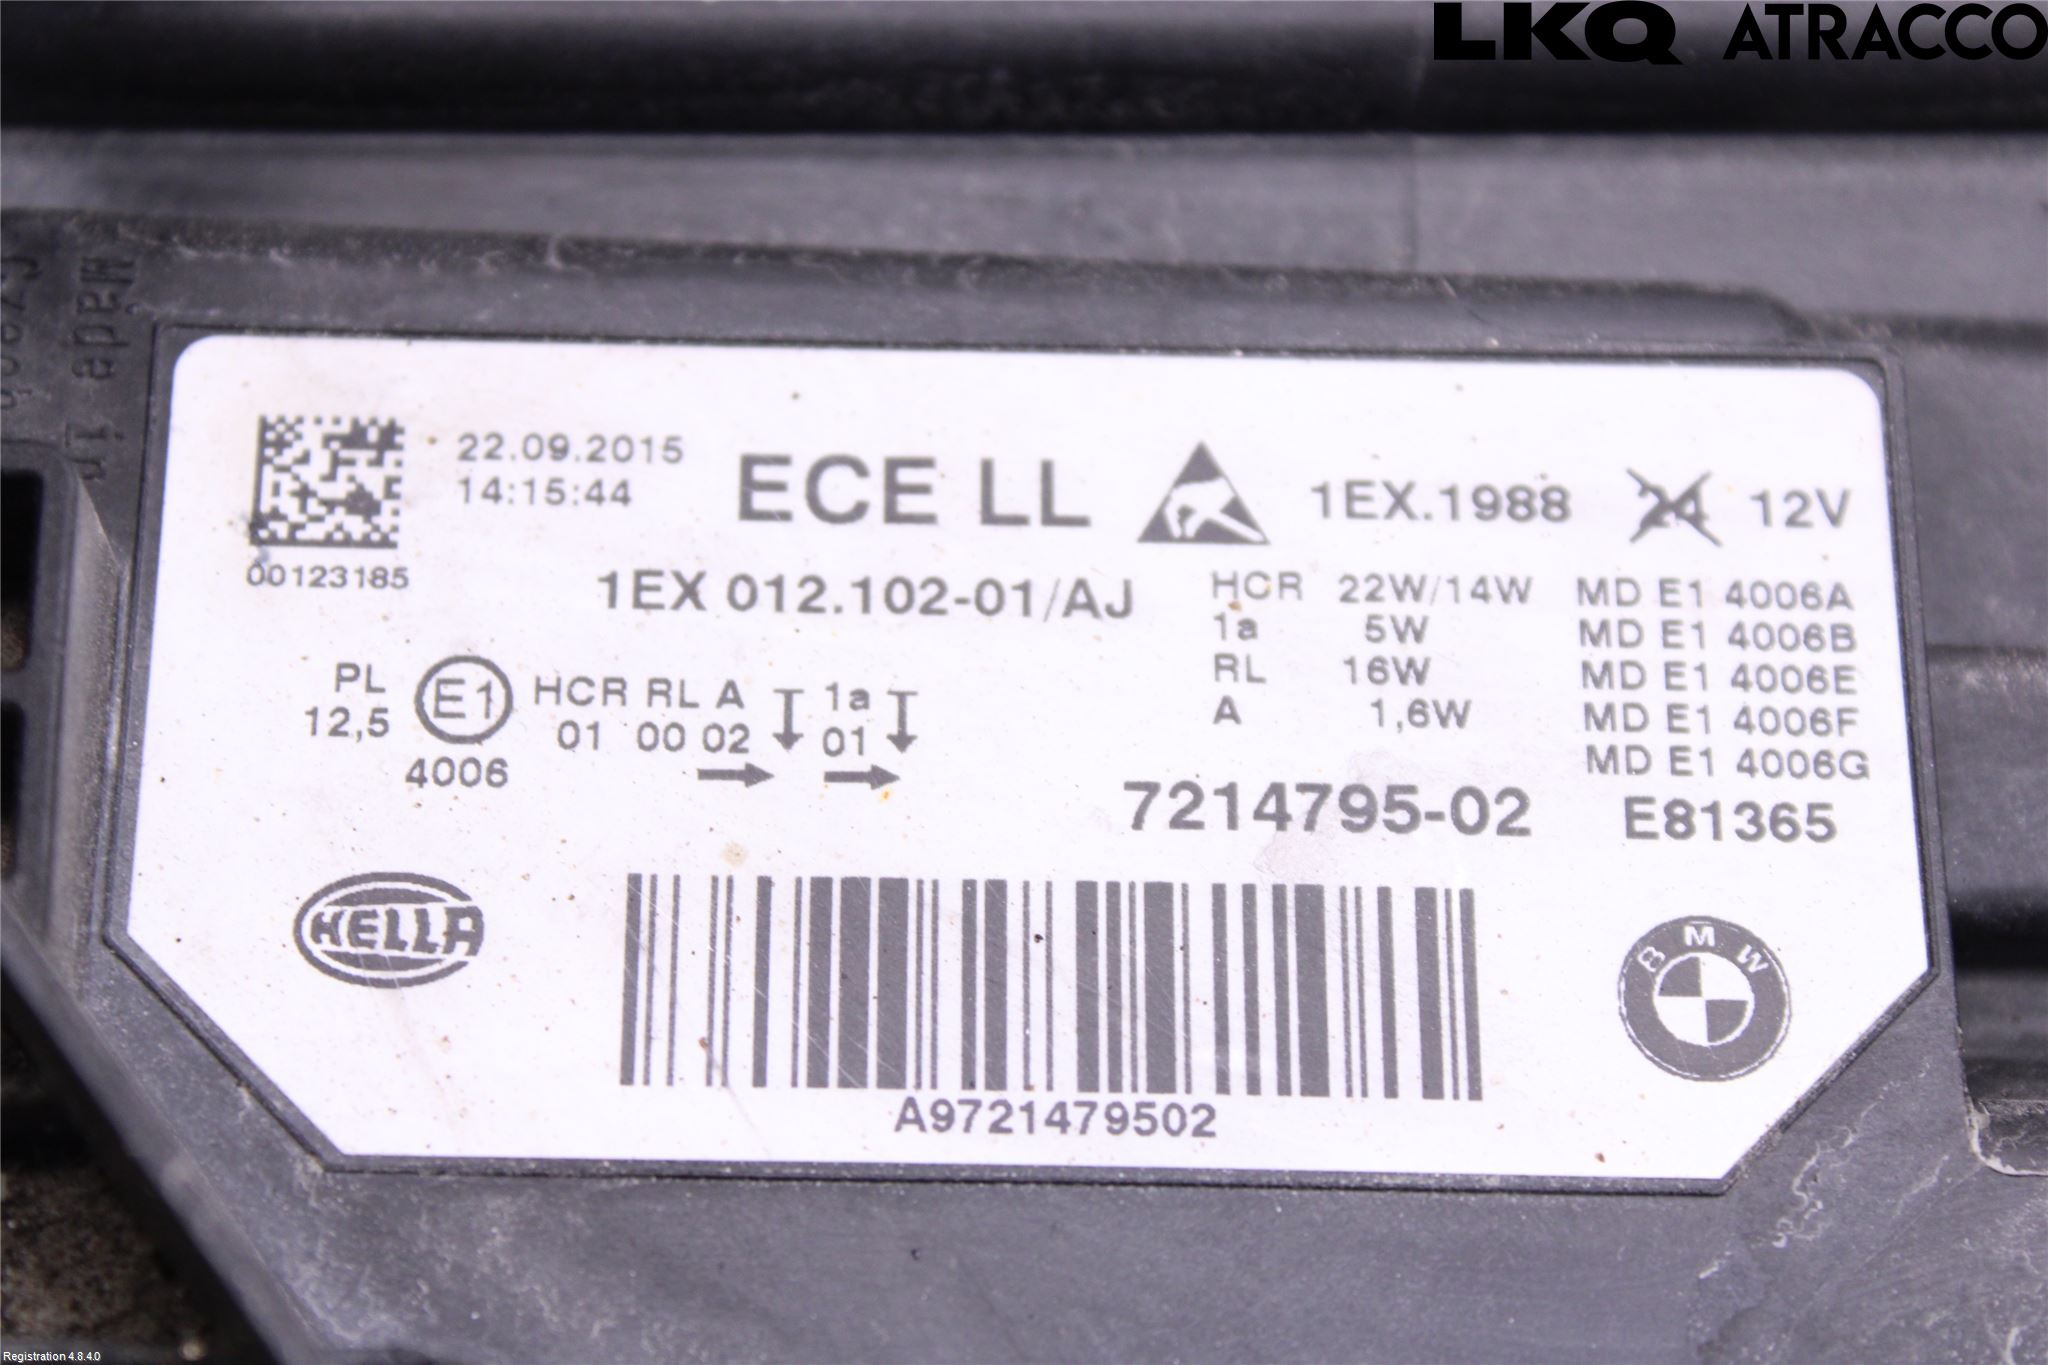 LKQ ATRACCO
Made in
22.09.2015
14:15:44
00123185
ECE LL
1EX.1988 24 12V
1EX 012.102-01/AJ
HCR 22W/14W
1a 5W
RL 16W
A 1,6W
MD E1 4006A
MD E1 4006B
MD E1 4006E
MD E1 4006F
MD E1 4006G
PL
12,5
E1
4006
HCR RL A 1a
01 00 02 01
7214795-02
E81365
HELLA
A9721479502
BMW
Registration 4.8.4.0